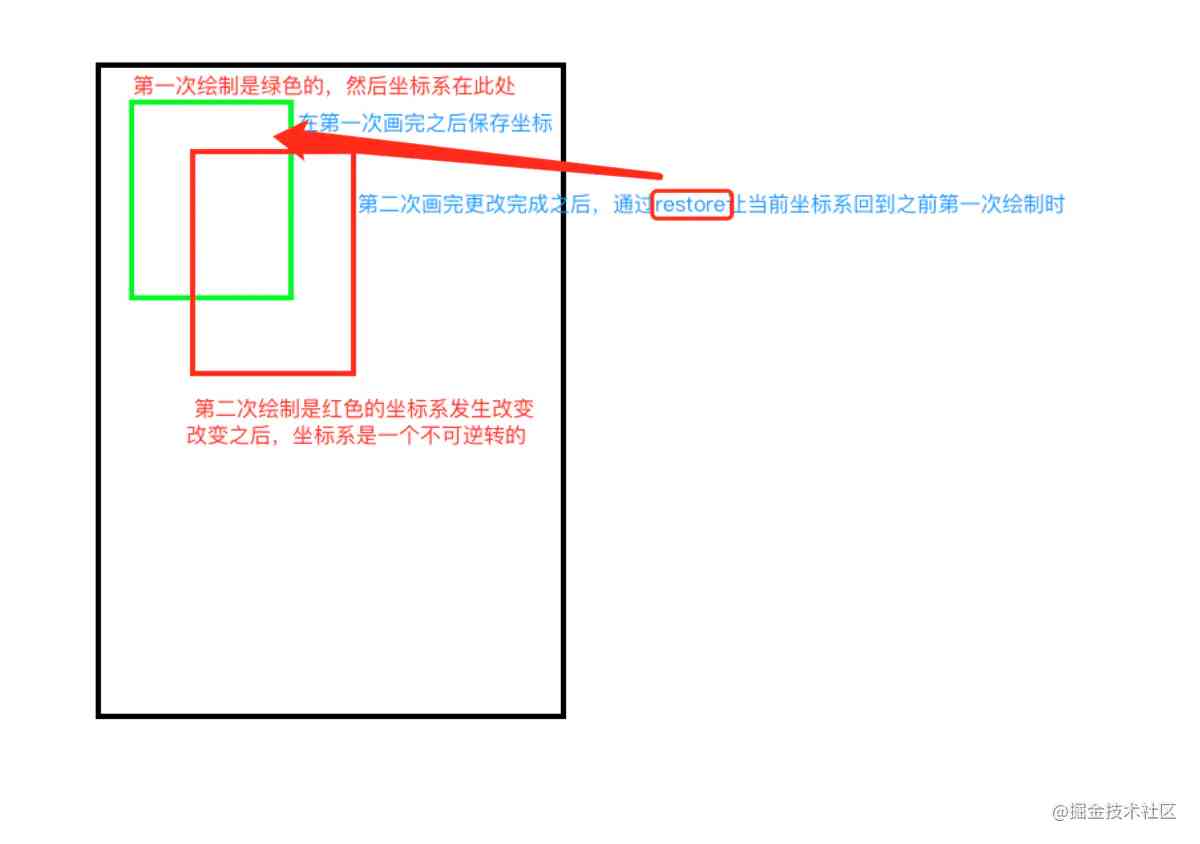 第一次绘制是绿色的，然后坐标系在此处
在第一次画完之后保存坐标
第二次画完更改完成之后，通过restore让当前坐标系回到之前第一次绘制时
第二次绘制是红色的坐标系发生改变
改变之后，坐标系是一个不可逆转的
@掘金技术社区